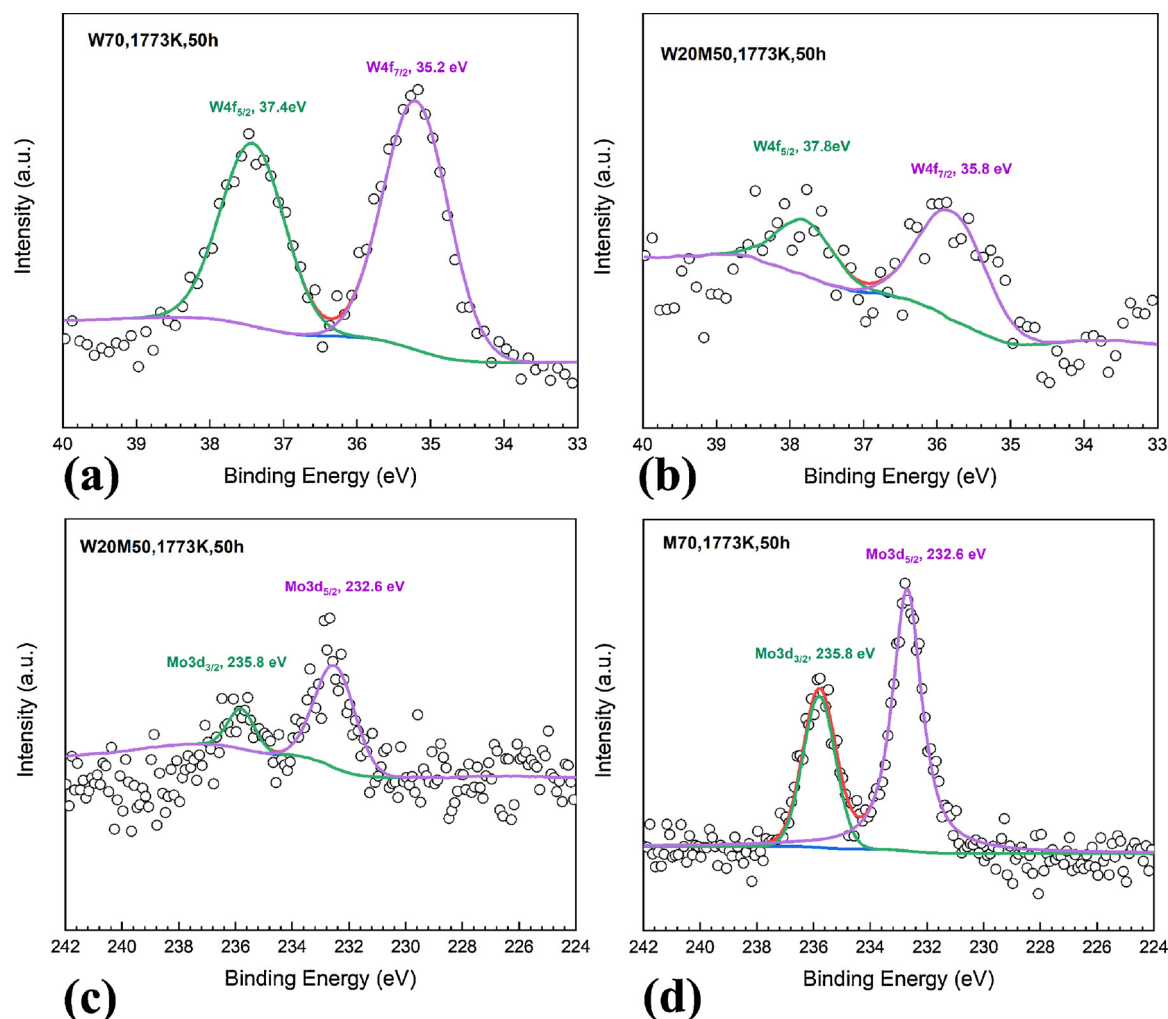 W70,1773K,50h
W4f5/2, 37.4eV
W4f7/2, 35.2 eV
Intensity (a.u.)
40 39 38 37 36 35 34 33
Binding Energy (eV)
(a)
W20M50,1773K,50h
W4f5/2, 37.8eV
W4f7/2, 35.8 eV
Intensity (a.u.)
40 39 38 37 36 35 34 33
Binding Energy (eV)
(b)
W20M50,1773K,50h
Mo3d5/2, 232.6 eV
Mo3d3/2, 235.8 eV
Intensity (a.u.)
242 240 238 236 234 232 230 228 226 224
Binding Energy (eV)
(c)
M70,1773K,50h
Mo3d5/2, 232.6 eV
Mo3d3/2, 235.8 eV
Intensity (a.u.)
242 240 238 236 234 232 230 228 226 224
Binding Energy (eV)
(d)